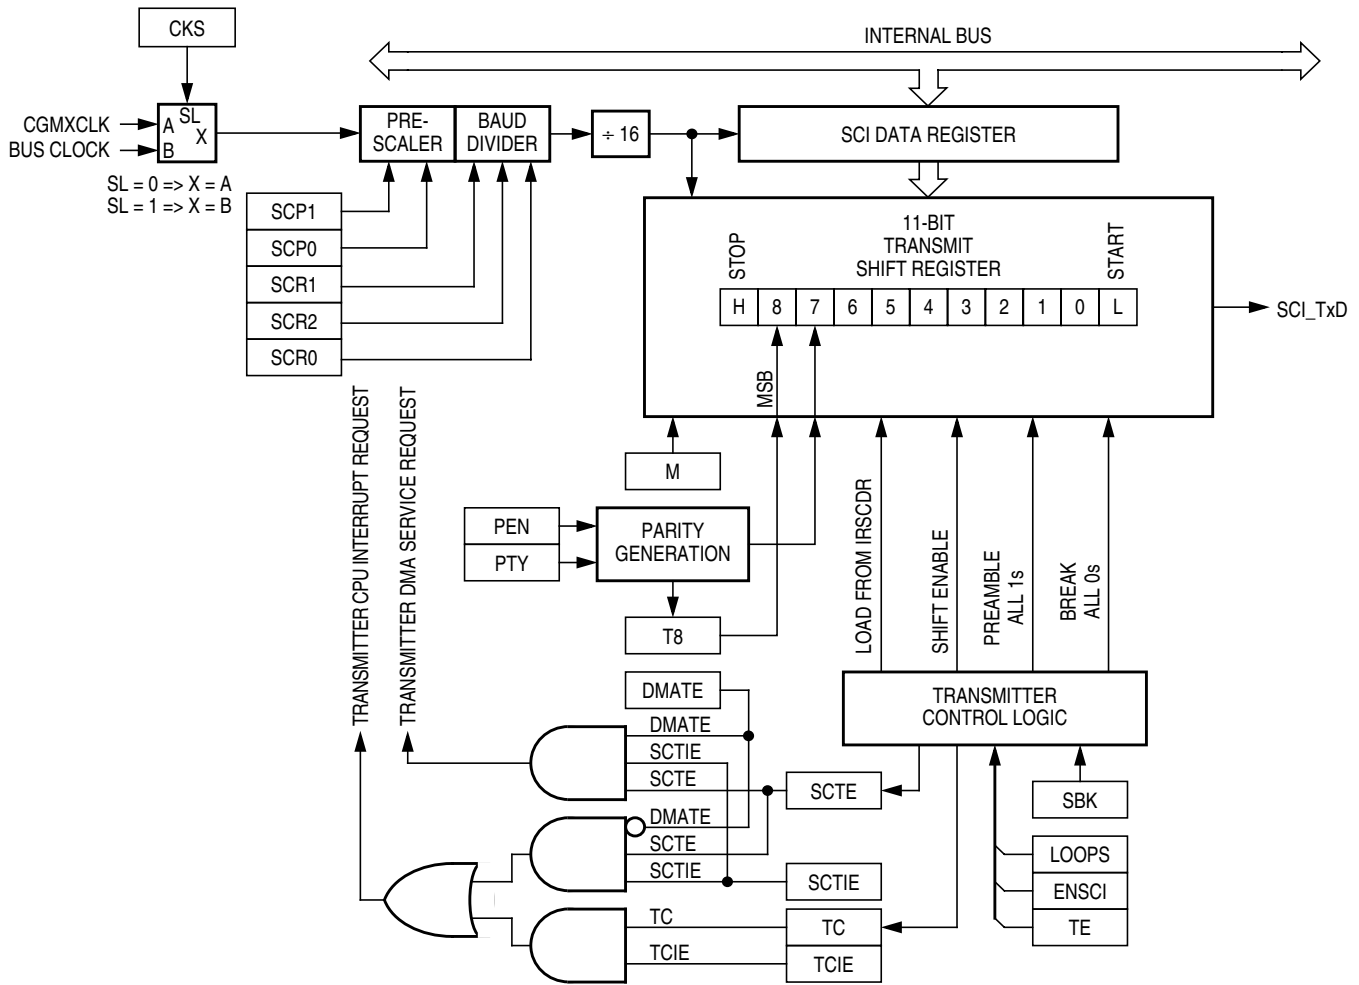 CKS
INTERNAL BUS
CGMXCLK
BUS CLOCK
A
SL
X
B
SL = 0 => X = A
SL = 1 => X = B
PRE-
SCALER
BAUD
DIVIDER
÷ 16
SCI DATA REGISTER
SCP1
SCP0
SCR1
SCR2
SCR0
11-BIT
TRANSMIT
SHIFT REGISTER
STOP
START
H 8 7 6 5 4 3 2 1 0 L
SCI_TxD
MSB
M
PEN
PTY
PARITY
GENERATION
T8
TRANSMITTER CPU INTERRUPT REQUEST
TRANSMITTER DMA SERVICE REQUEST
LOAD FROM IRSCDR
SHIFT ENABLE
PREAMBLE
ALL 1s
BREAK
ALL 0s
TRANSMITTER
CONTROL LOGIC
DMATE
DMATE
SCTIE
SCTE
SCTE
DMATE
SCTE
SCTIE
SCTIE
TC
TC
TCIE
TCIE
SBK
LOOPS
ENSCI
TE